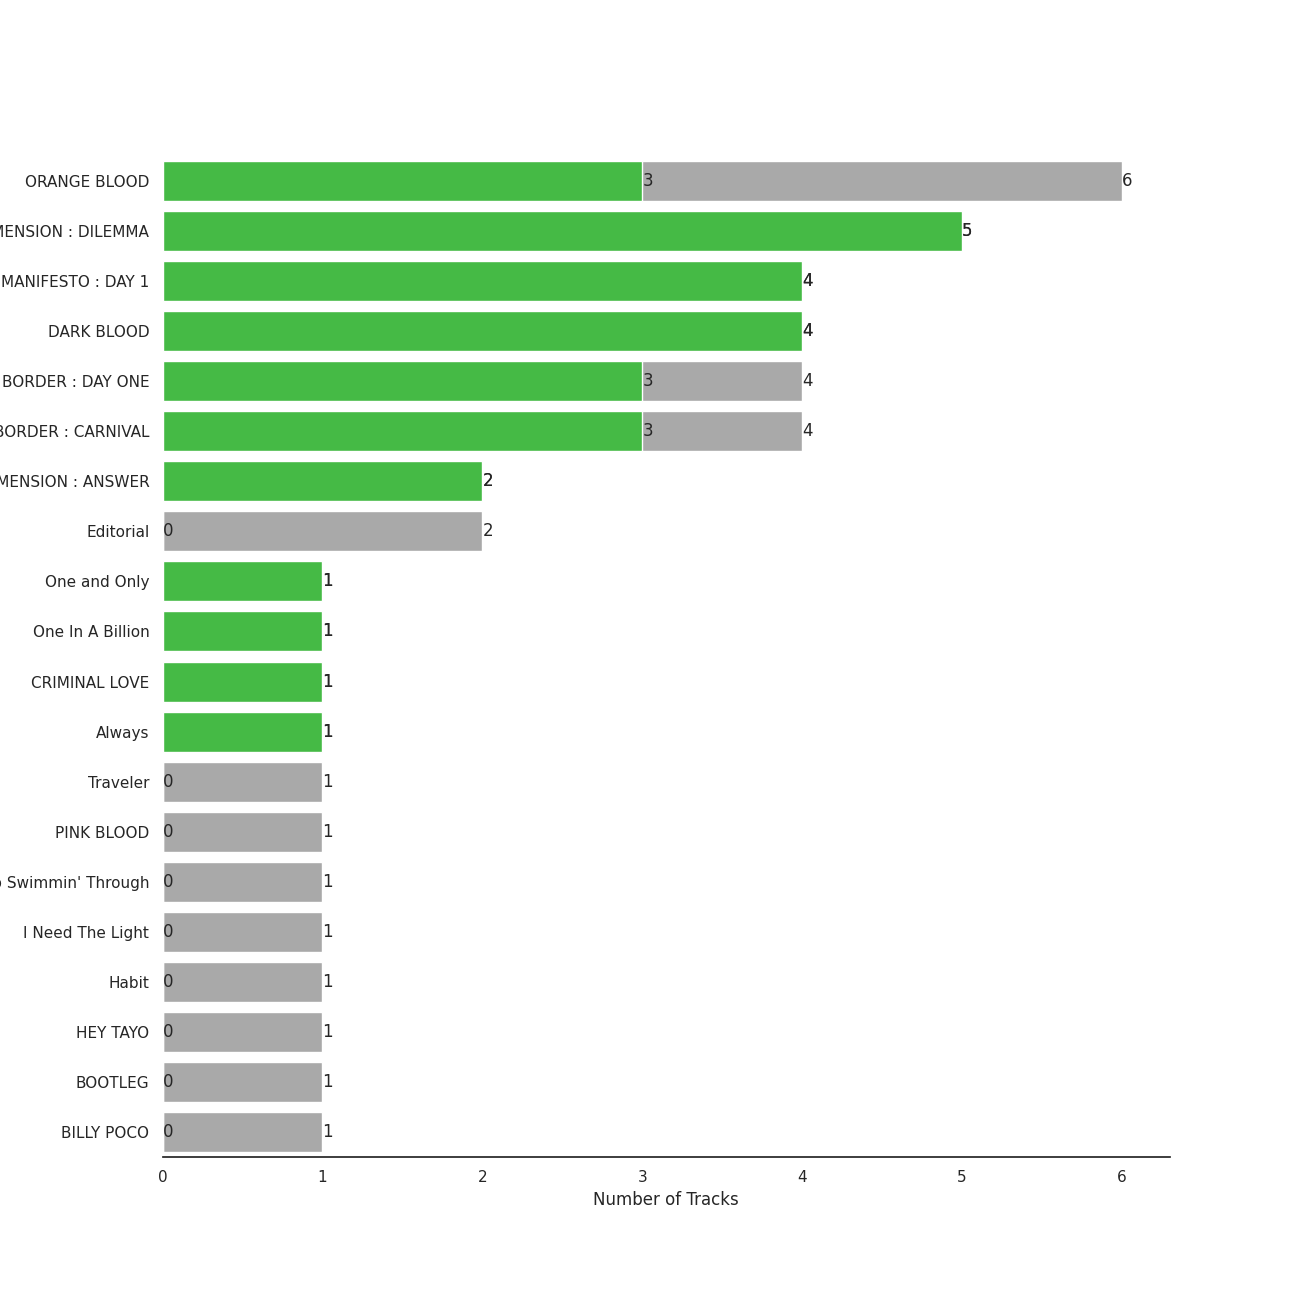 ORANGE BLOOD 3 6
: DILEMMA 5
MANIFESTO : DAY 1 4
DARK BLOOD 4
BORDER : DAY ONE 3 4
: CARNIVAL 3 4
: ANSWER 2
Editorial 0 2
One and Only 1
One In A Billion 1
CRIMINAL LOVE 1
Always 1
Traveler 0 1
PINK BLOOD 0 1
Swimmin' Through 0 1
I Need The Light 0 1
Habit 0 1
HEY TAYO 0 1
BOOTLEG 0 1
BILLY POCO 0 1
0 1 2 3 4 5 6
Number of Tracks